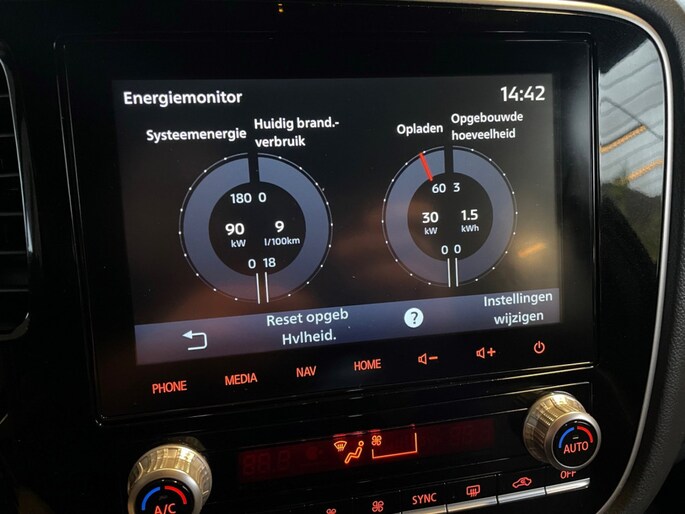 Energiemonitor
14:42
Systeemenergie
Huidig brand.-
verbruik
Opladen
Opgebouwde
hoeveelheid
180 0
90
kW
9
l/100km
0 18
60 3
30
kW
1.5
kWh
0 0
Reset opgeb
Hvlheid.
?
Instellingen
wijzigen
PHONE
MEDIA
NAV
HOME
A/C
SYNC
AUTO
OFF